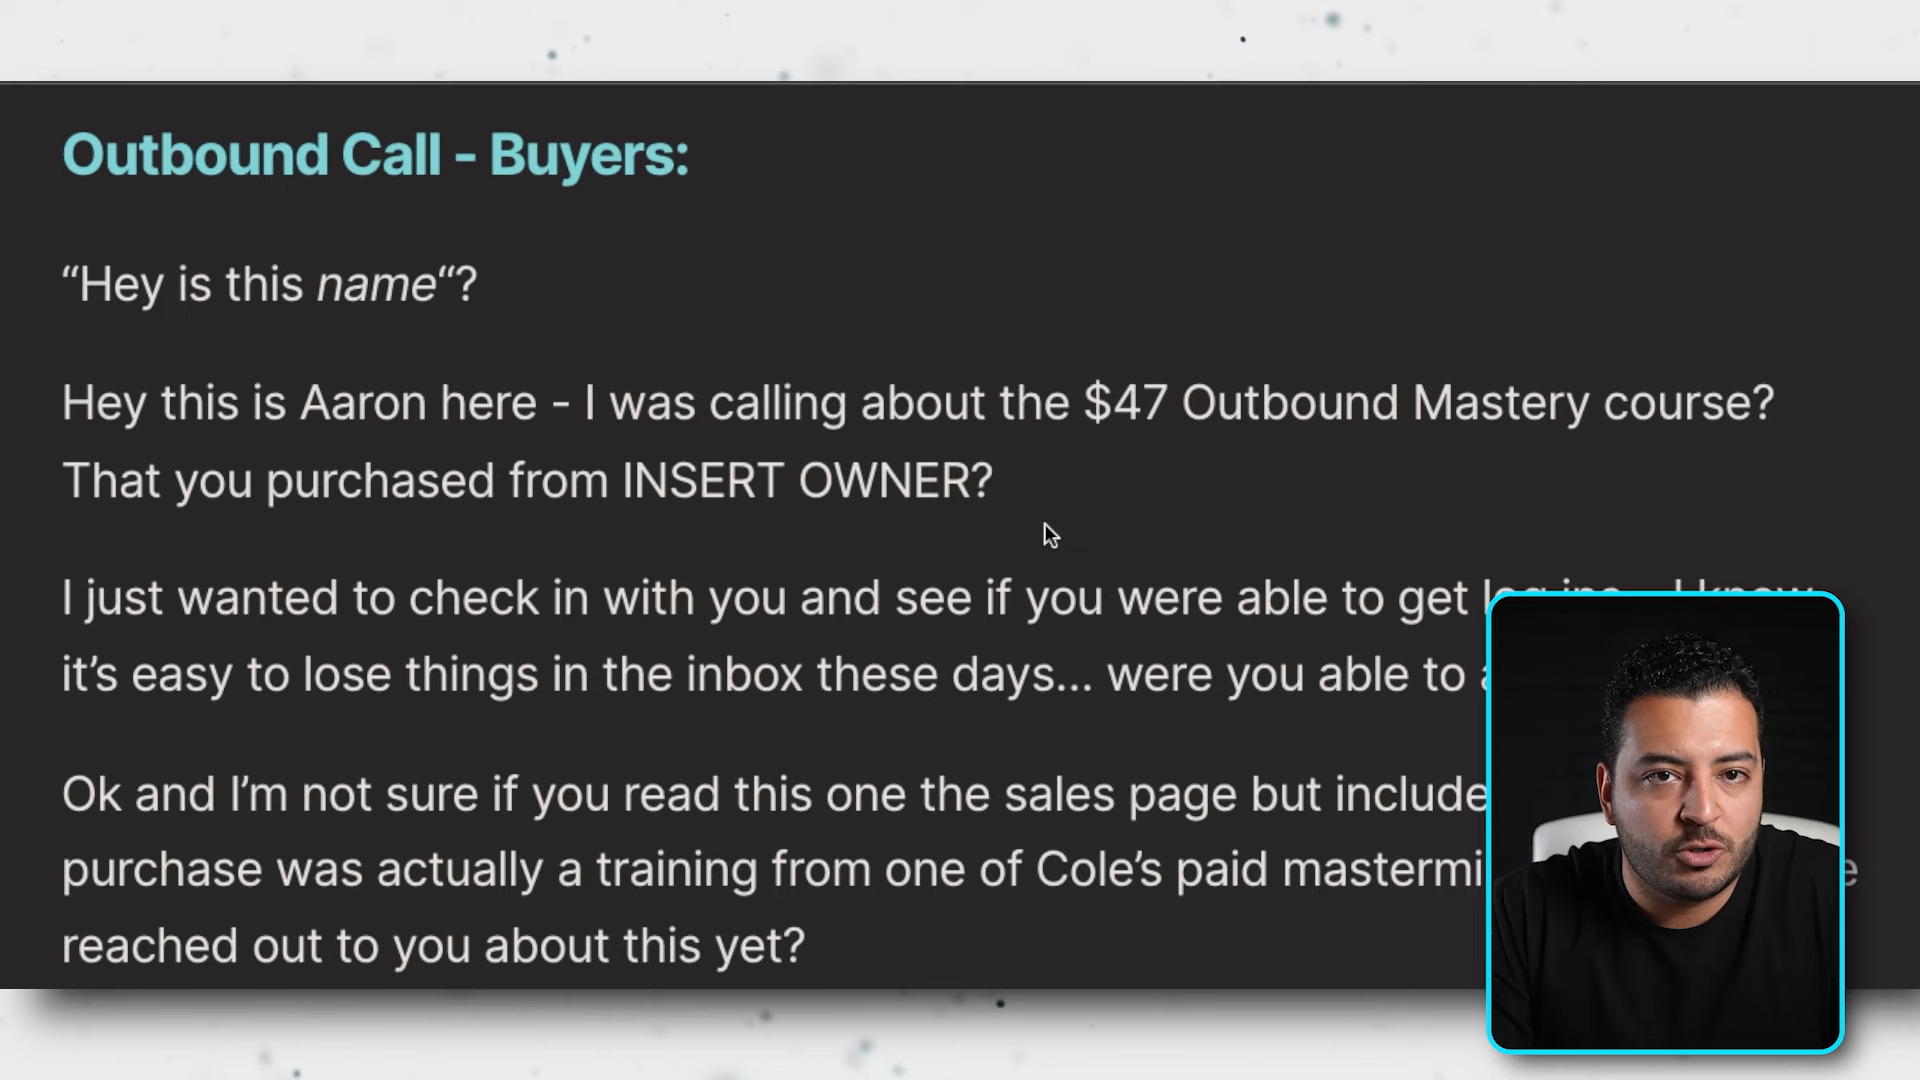 Outbound Call - Buyers:
“Hey is this name“?
Hey this is Aaron here - I was calling about the $47 Outbound Mastery course?
That you purchased from INSERT OWNER?
I just wanted to check in with you and see if you were able to get log ins... I know
it’s easy to lose things in the inbox these days... were you able to
Ok and I’m not sure if you read this one the sales page but include
purchase was actually a training from one of Cole’s paid
reached out to you about this yet?